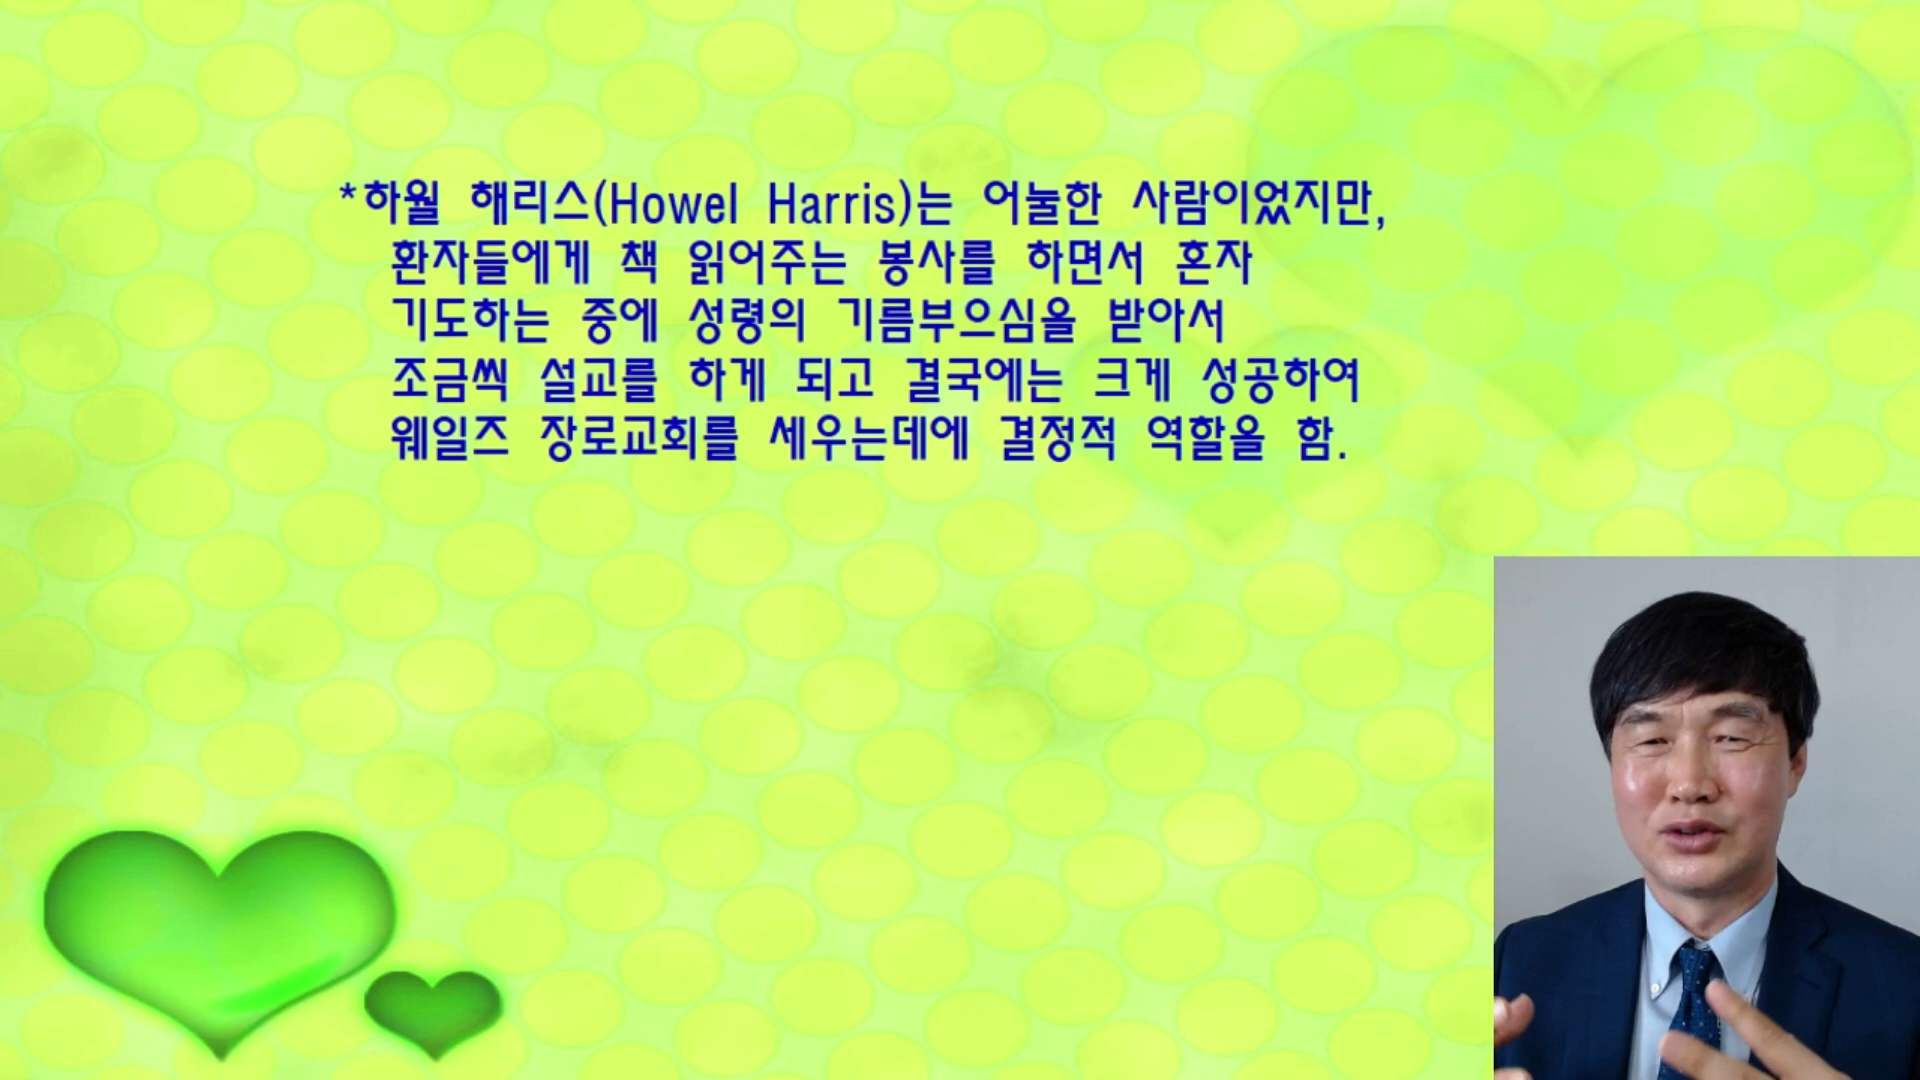 *하월 해리스(Howel Harris)는 어눌한 사람이었지만,
환자들에게 책 읽어주는 봉사를 하면서 혼자
기도하는 중에 성령의 기름부으심을 받아서
조금씩 설교를 하게 되고 결국에는 크게 성공하여
웨일즈 장로교회를 세우는데에 결정적 역할을 함.